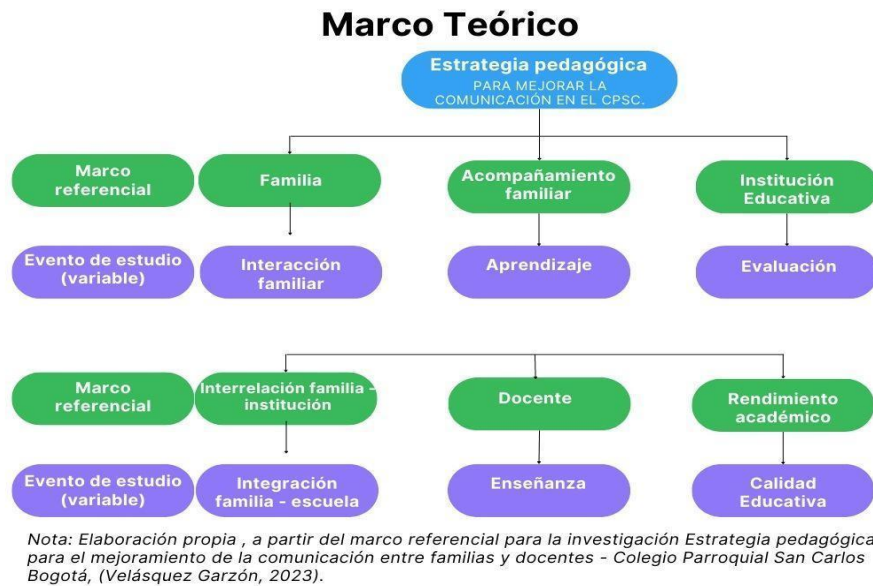 Marco Teórico
Estrategia pedagógica
PARA MEJORAR LA
COMUNICACIÓN EN EL CPSC.
Marco
referencial
Familia
Acompañamiento
familiar
Institución
Educativa
Evento de estudio
(variable)
Interacción
familiar
Aprendizaje
Evaluación
Marco
referencial
Interrelación familia -
institución
Docente
Rendimiento
académico
Evento de estudio
(variable)
Integración
familia - escuela
Enseñanza
Calidad
Educativa
Nota: Elaboración propia , a partir del marco referencial para la investigación Estrategia pedagógica
para el mejoramiento de la comunicación entre familias y docentes - Colegio Parroquial San Carlos
Bogotá, (Velásquez Garzón, 2023).